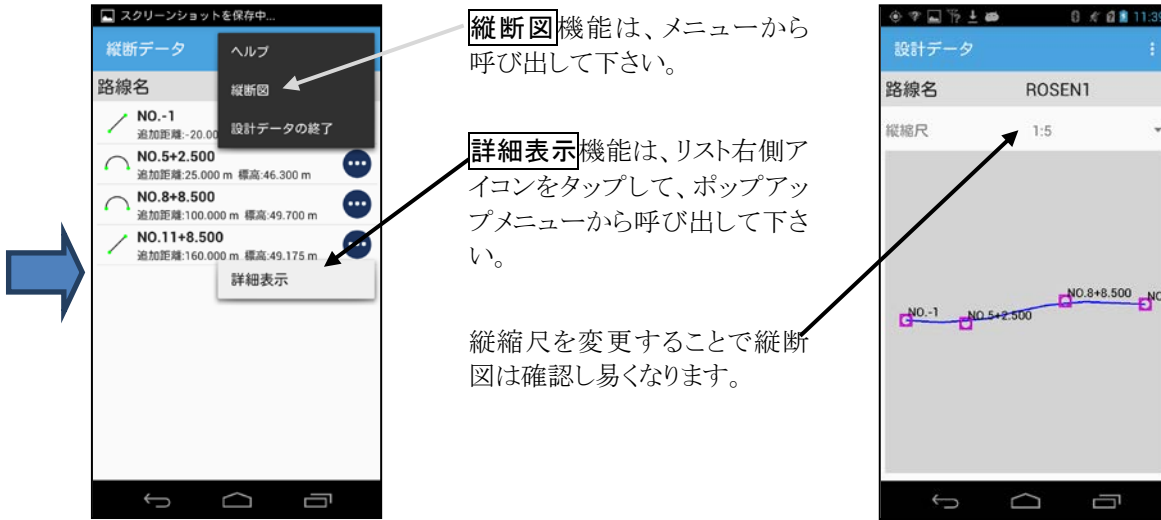 スクリーンショットを保存中...
縦断データ
ヘルプ
縦断図
設計データの終了
路線名
NO.-1
追加距離:-20.00
NO.5+2.500
追加距離:25.000 m 標高:46.300 m
NO.8+8.500
追加距離:100.000 m 標高:49.700 m
NO.11+8.500
追加距離:160.000 m 標高:49.175 m
詳細表示
縦断図機能は、メニューから
呼び出して下さい。
詳細表示機能は、リスト右側ア
イコンをタップして、ポップアッ
プメニューから呼び出して下さ
い。
縦縮尺を変更することで縦断
図は確認し易くなります。
11:39
設計データ
路線名 ROSEN1
縦縮尺 1:5
NO.-1
NO.5+2.500
NO.8+8.500
NO